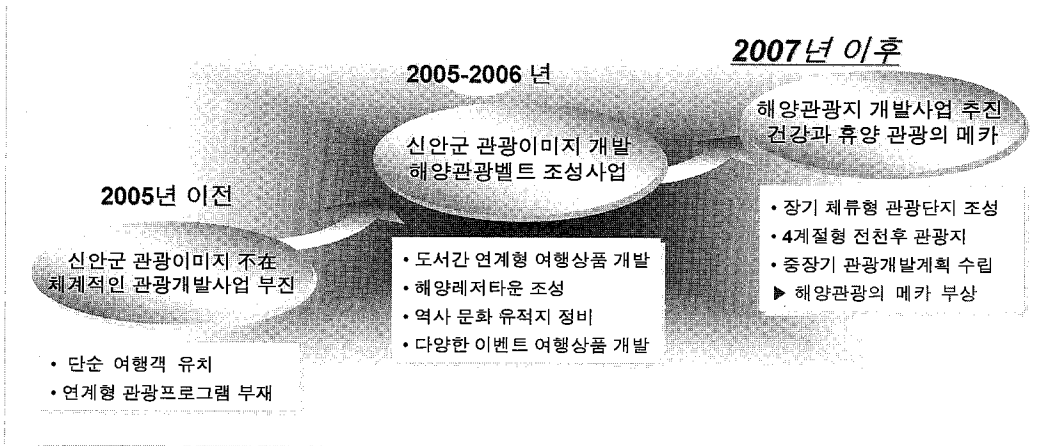 2005년 이전
신안군 관광이미지 不在
체계적인 관광개발사업 부진
• 단순 여행객 유치
• 연계형 관광프로그램 부재
2005-2006 년
신안군 관광이미지 개발
해양관광벨트 조성사업
• 도서간 연계형 여행상품 개발
• 해양레저타운 조성
• 역사 문화 유적지 정비
• 다양한 이벤트 여행상품 개발
2007년 이후
해양관광지 개발사업 추진
건강과 휴양 관광의 메카
• 장기 체류형 관광단지 조성
• 4계절형 전천후 관광지
• 중장기 관광개발계획 수립
▶ 해양관광의 메카 부상